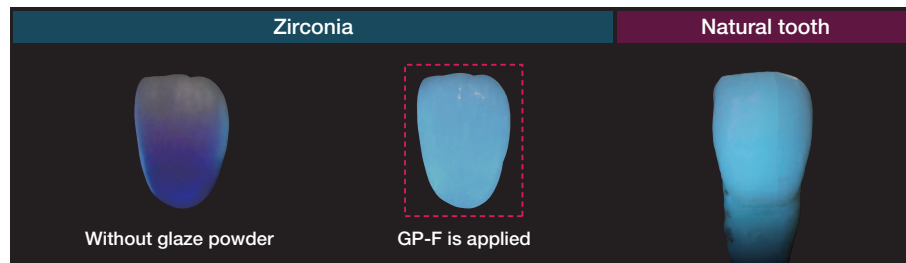 Zirconia
Natural tooth
Without glaze powder
GP-F is applied